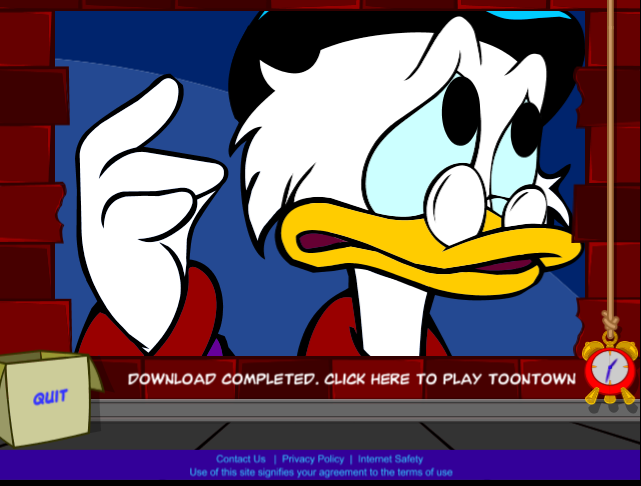 QUIT
DOWNLOAD COMPLETED. CLICK HERE TO PLAY TOONTOWN
Contact Us | Privacy Policy | Internet Safety
Use of this site signifies your agreement to the terms of use